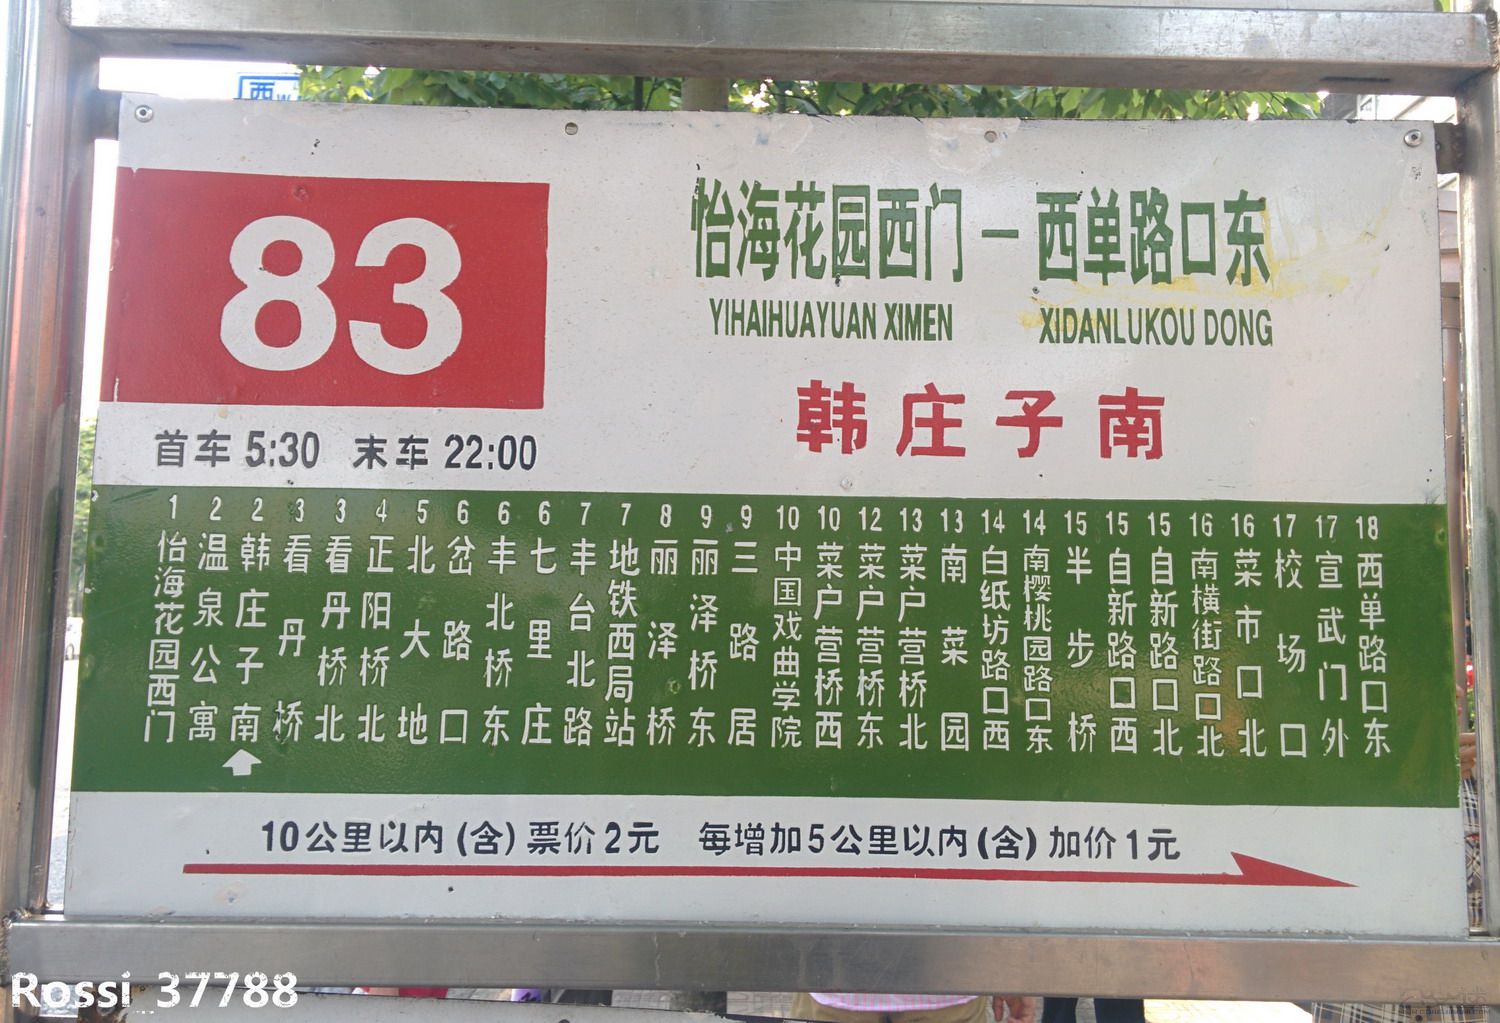 西 W
83
怡海花园西门 — 西单路口东
YIHAIHUAYUAN XIMEN XIDANLUKOU DONG
韩庄子南
首车 5:30 末车 22:00
1 怡海花园西门
2 温泉公寓
2 韩庄子南
3 看丹桥
3 看丹桥北
4 正阳桥北
5 北大地
6 岔路口
6 丰北桥东
6 七里庄
7 丰台北路
7 地铁西局站
8 丽泽桥
9 丽泽桥东
9 三路居
10 中国戏曲学院
10 菜户营桥西
12 菜户营桥东
13 菜户营桥北
13 南菜园
14 白纸坊路口西
14 南樱桃园路口东
15 半步桥
15 自新路口西
15 自新路口北
16 南横街路口北
16 菜市口北
17 校场口
17 宣武门外
18 西单路口东
10公里以内(含)票价2元 每增加5公里以内(含)加价1元
Rossi 37788